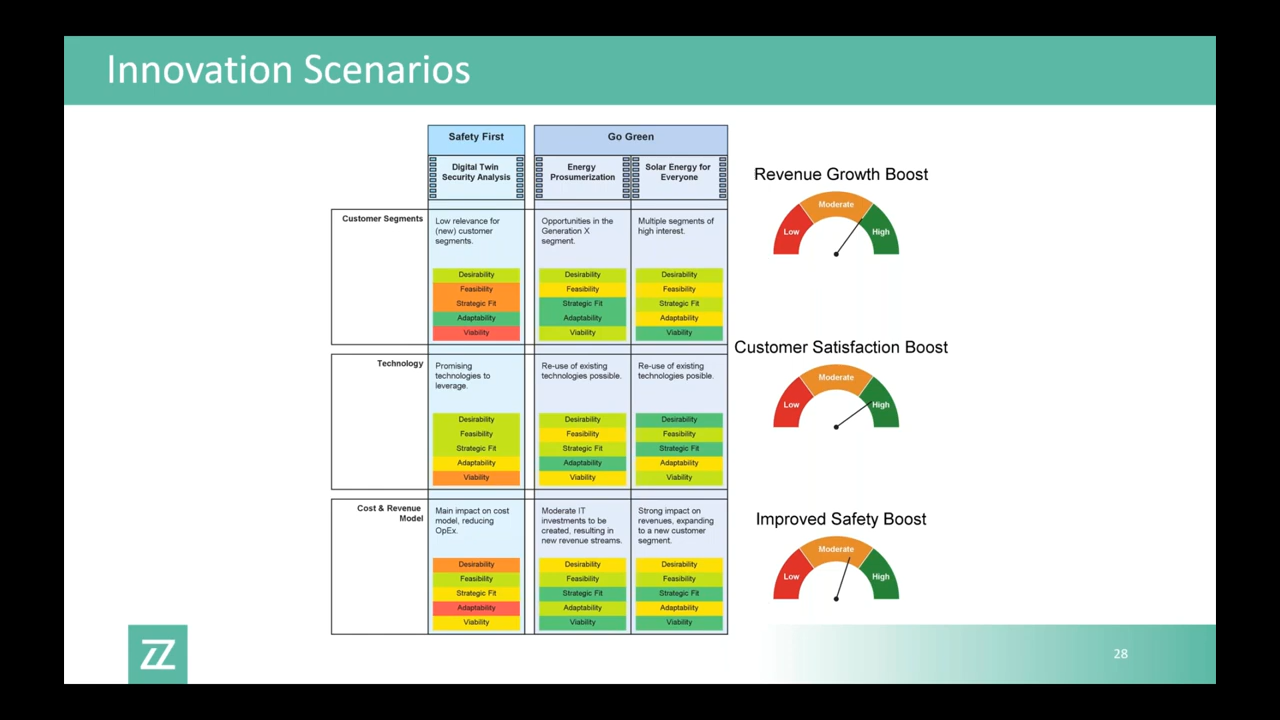 Innovation Scenarios
Safety First
Go Green
Digital Twin
Security Analysis
Energy
Prosumerization
Solar Energy for
Everyone
Customer Segments
Low relevance for
(new) customer
segments.
Desirability
Feasibility
Strategic Fit
Adaptability
Viability
Opportunities in the
Generation X
segment.
Desirability
Feasibility
Strategic Fit
Adaptability
Viability
Multiple segments of
high interest.
Desirability
Feasibility
Strategic Fit
Adaptability
Viability
Technology
Promising
technologies to
leverage.
Desirability
Feasibility
Strategic Fit
Adaptability
Viability
Re-use of existing
technologies possible.
Desirability
Feasibility
Strategic Fit
Adaptability
Viability
Re-use of existing
technologies posible.
Desirability
Feasibility
Strategic Fit
Adaptability
Viability
Cost & Revenue
Model
Main impact on cost
model, reducing
OpEx.
Desirability
Feasibility
Strategic Fit
Adaptability
Viability
Moderate IT
investments to be
created, resulting in
new revenue streams.
Desirability
Feasibility
Strategic Fit
Adaptability
Viability
Strong impact on
revenues, expanding
to a new customer
segment.
Desirability
Feasibility
Strategic Fit
Adaptability
Viability
Revenue Growth Boost
Low
Moderate
High
Customer Satisfaction Boost
Low
Moderate
High
Improved Safety Boost
Low
Moderate
High
28